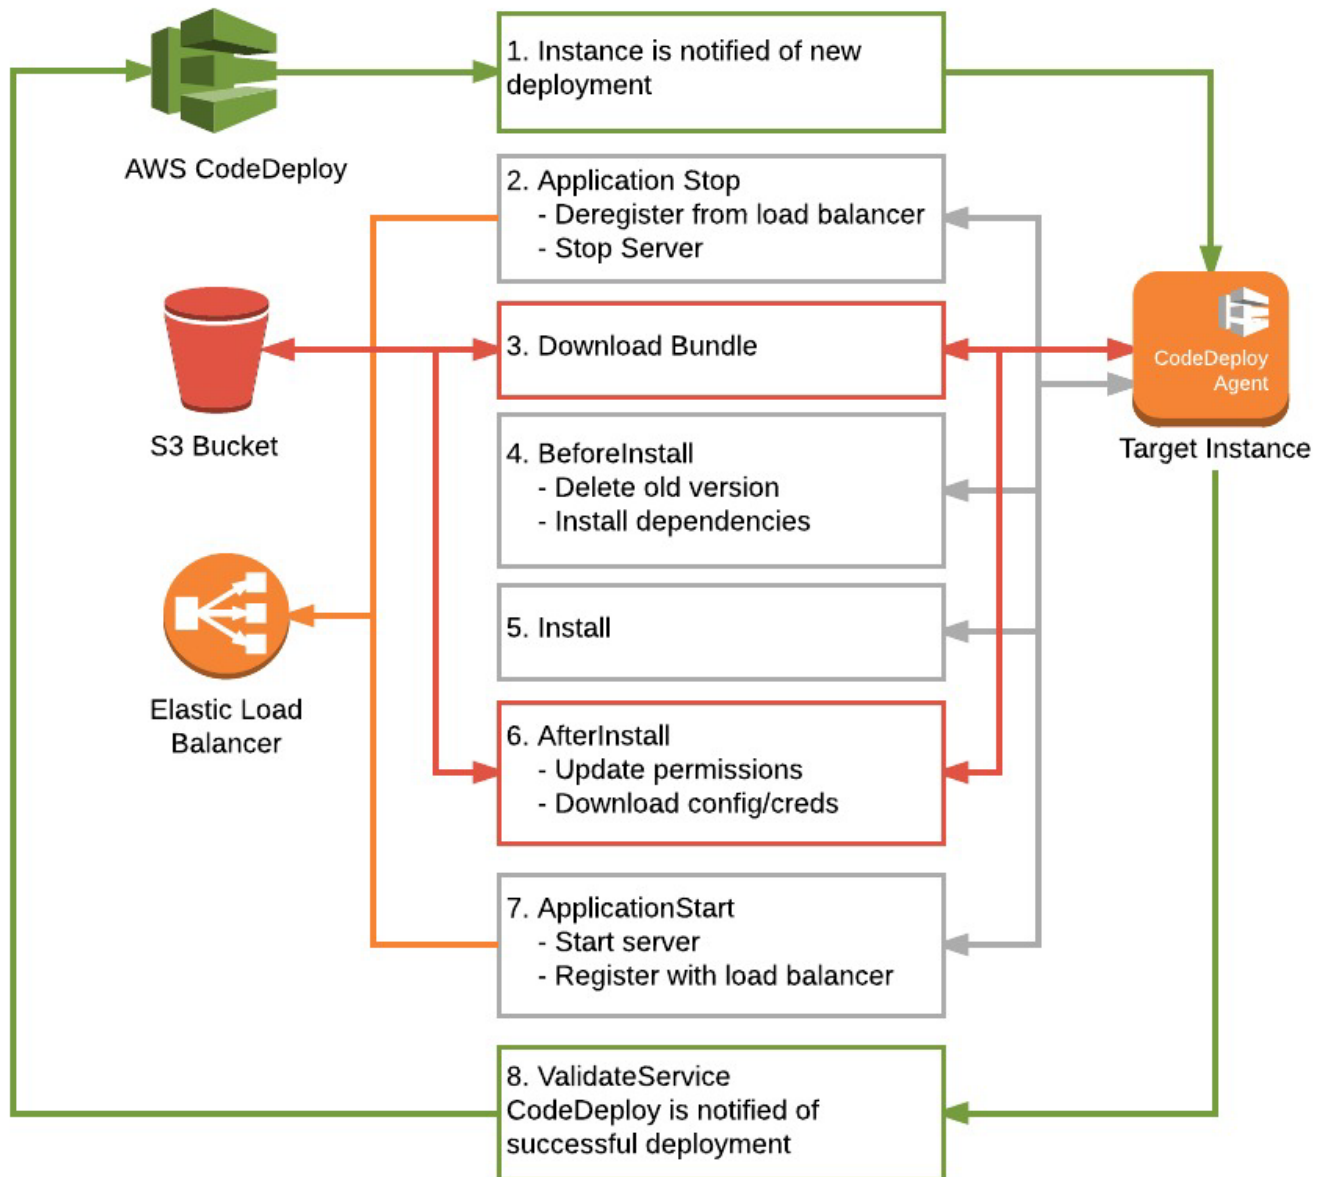 1. Instance is notified of new
deployment
AWS CodeDeploy
2. Application Stop
- Deregister from load balancer
- Stop Server
3. Download Bundle
CodeDeploy
Agent
S3 Bucket
Target Instance
4. BeforeInstall
- Delete old version
- Install dependencies
5. Install
Elastic Load
Balancer
6. AfterInstall
- Update permissions
- Download config/creds
7. ApplicationStart
- Start server
- Register with load balancer
8. ValidateService
CodeDeploy is notified of
successful deployment